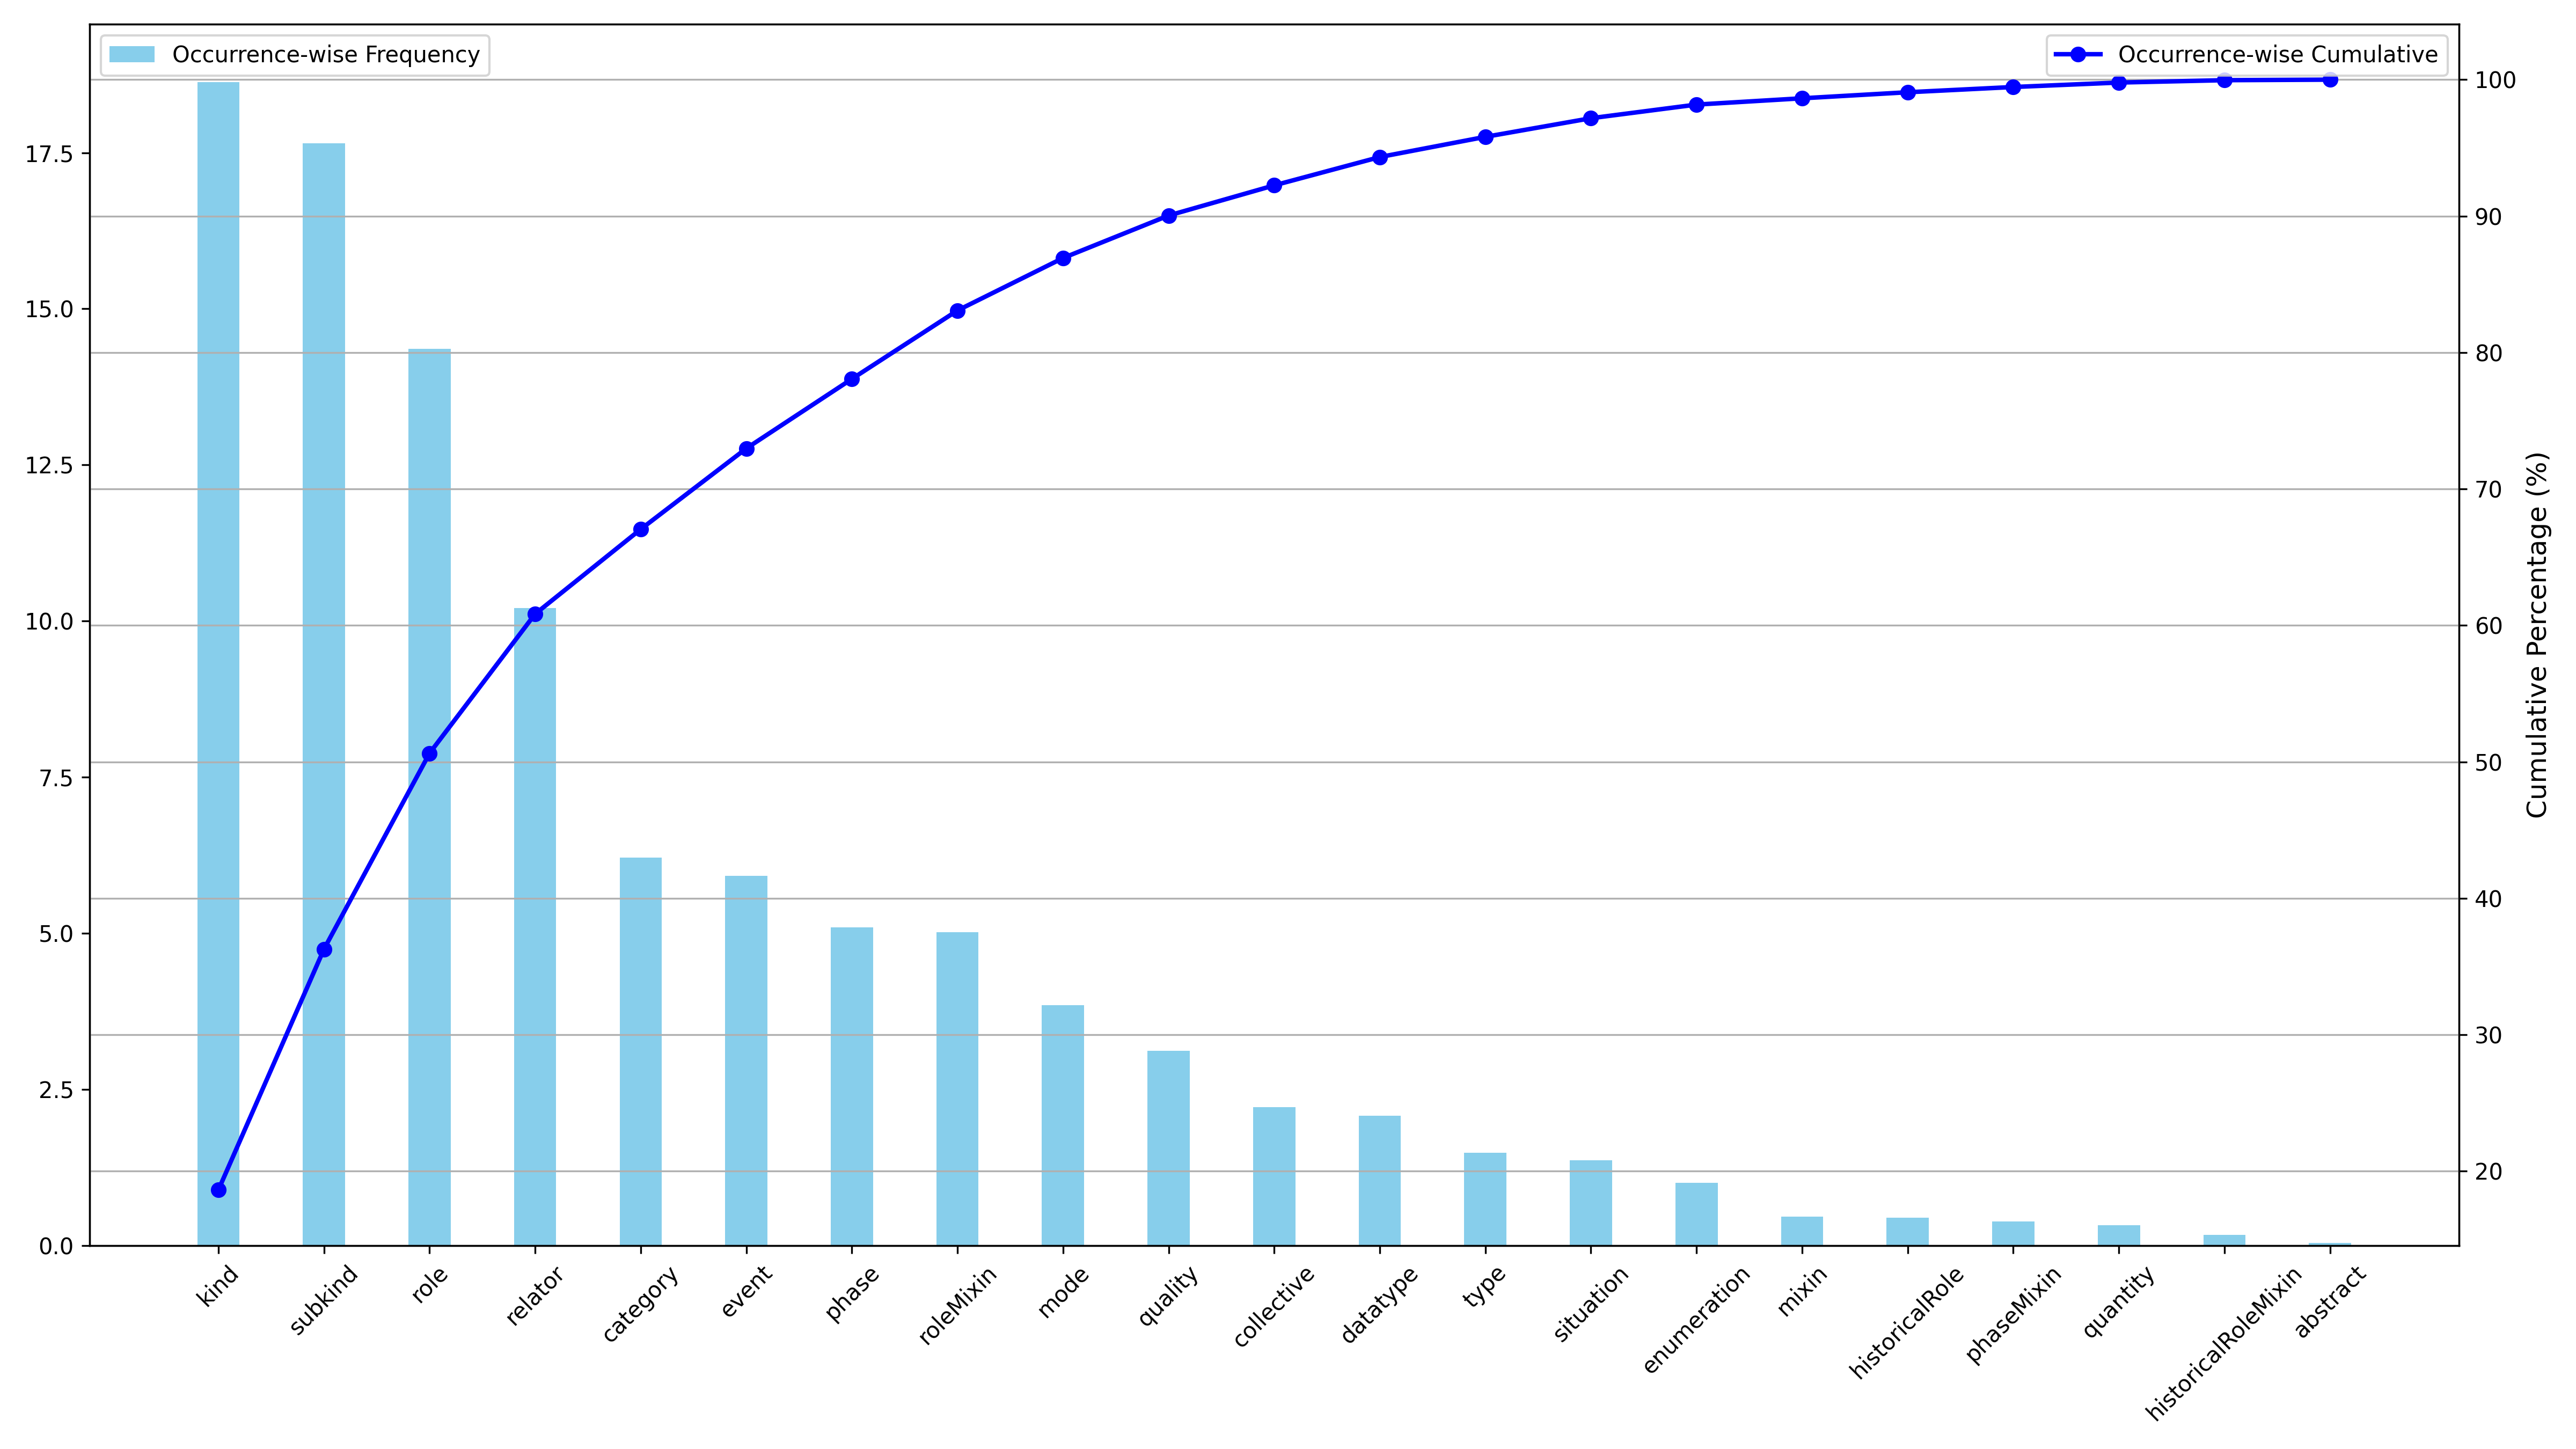 Occurrence-wise Frequency
Occurrence-wise Cumulative
17.5
15.0
12.5
10.0
7.5
5.0
2.5
0.0
100
90
80
70
60
50
40
30
20
Cumulative Percentage (%)
kind
subkind
role
relator
category
event
phase
roleMixin
mode
quality
collective
datatype
type
situation
enumeration
mixin
historicalRole
phaseMixin
quantity
historicalRoleMixin
abstract